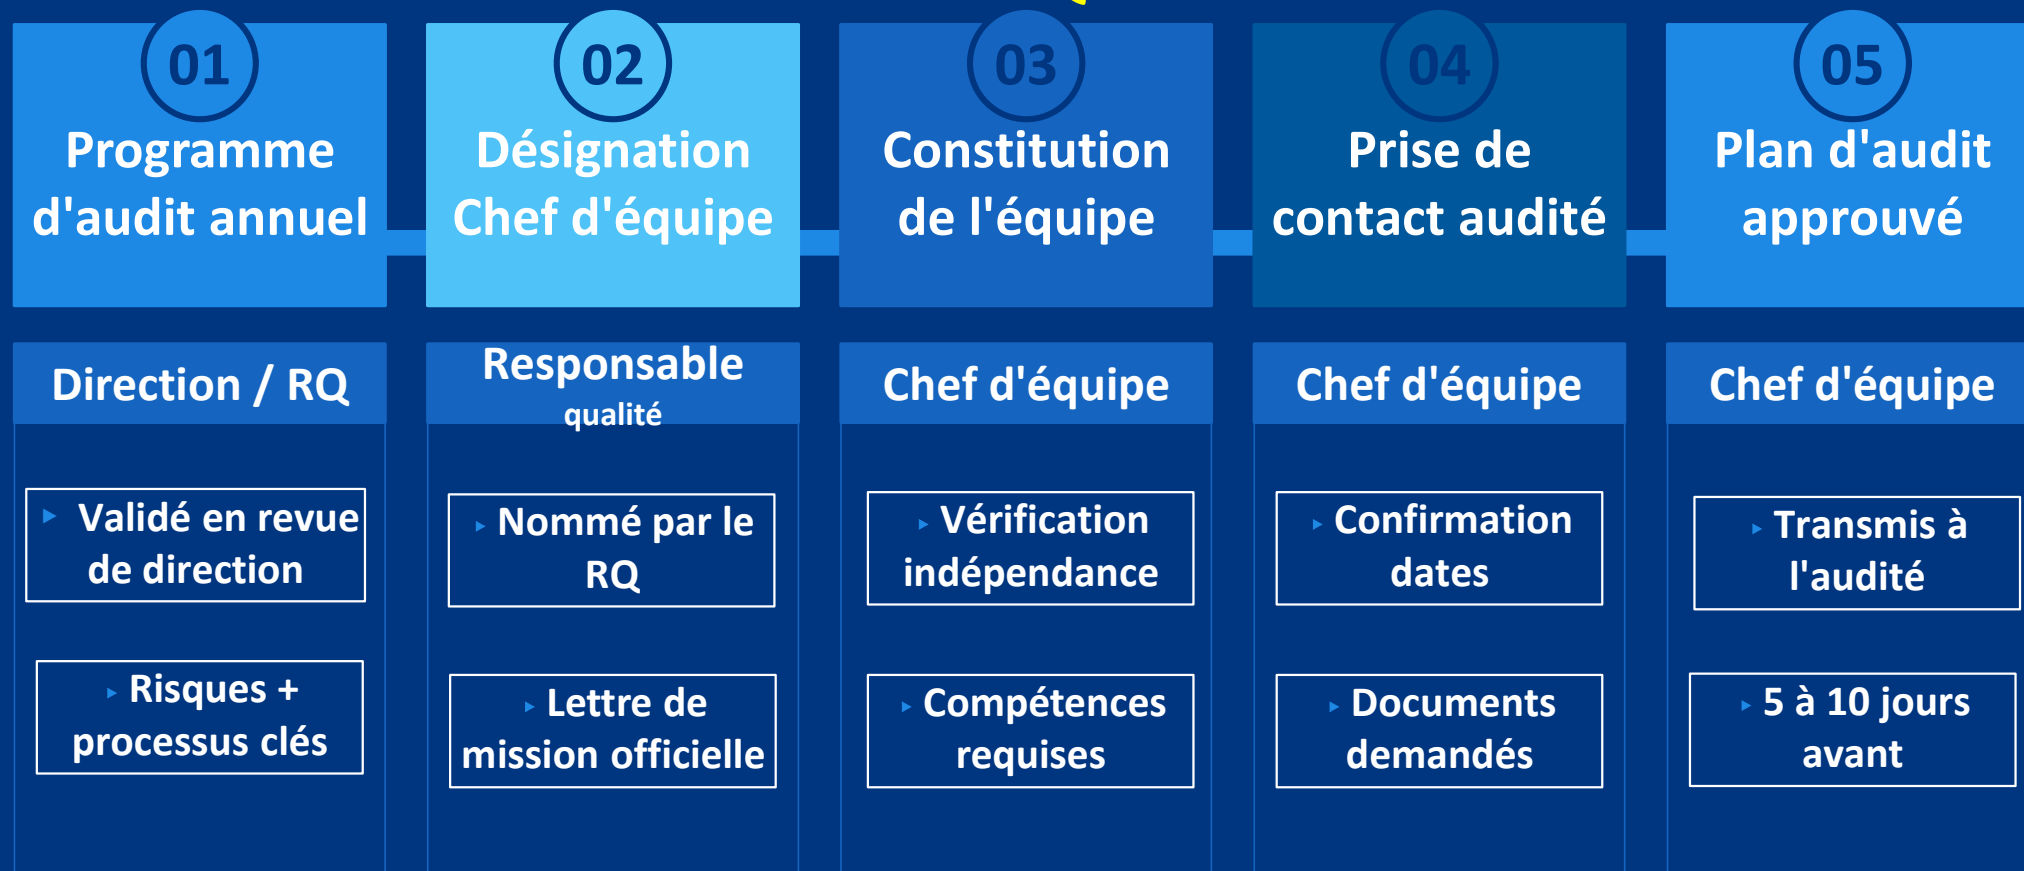 01
Programme
d'audit annuel
Direction / RQ
▸ Validé en revue
de direction
▸ Risques +
processus clés
02
Désignation
Chef d'équipe
Responsable
qualité
▸ Nommé par le
RQ
▸ Lettre de
mission officielle
03
Constitution
de l'équipe
Chef d'équipe
▸ Vérification
indépendance
▸ Compétences
requises
04
Prise de
contact audité
Chef d'équipe
▸ Confirmation
dates
▸ Documents
demandés
05
Plan d'audit
approuvé
Chef d'équipe
▸ Transmis à
l'audité
▸ 5 à 10 jours
avant